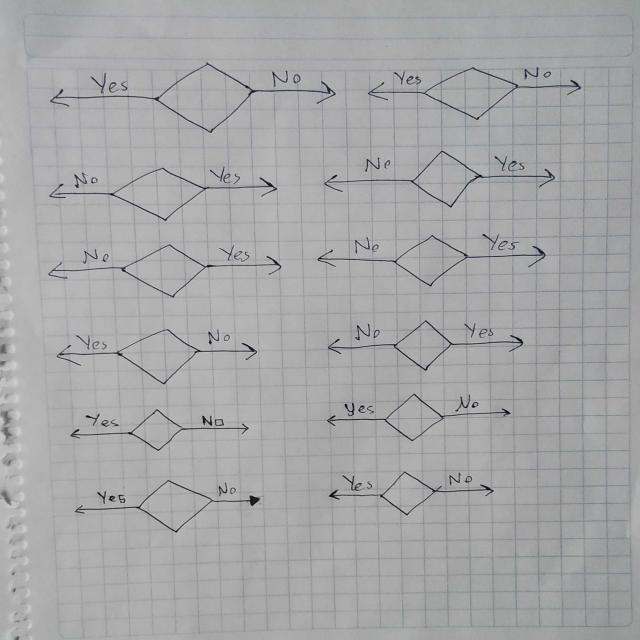 Yes No Yes No
No Yes No Yes
No Yes No Yes
Yes No No Yes
Yes No Yes No
Yes No Yes No